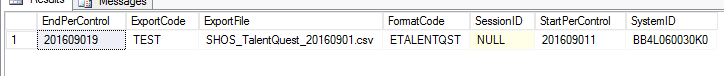 Results Messages
EndPerControl ExportCode ExportFile FormatCode SessionID StartPerControl SystemID
1 201609019 TEST SHOS_TalentQuest_20160901.csv ETALENTQST NULL 201609011 BB4L060030K0